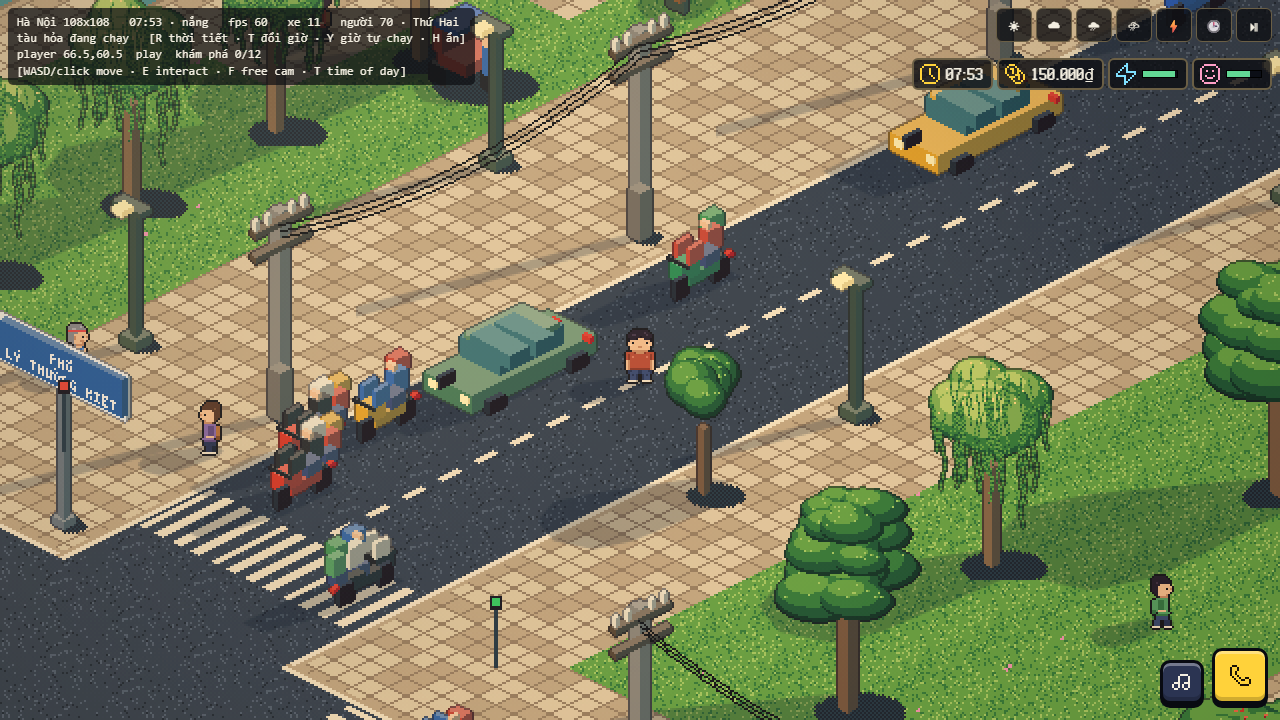 Hà Nội 108x108 07:53 · nắng fps 60 xe 11 người 70 · Thứ Hai
tàu hỏa đang chạy [R thời tiết · T đổi giờ · Y giờ tự chạy · H ẩn]
player 66.5,60.5 play khám phá 0/12
[WASD/click move · E interact · F free cam · T time of day]
07:53
150.000₫
PHỐ
LÝ THƯỜNG KIỆT